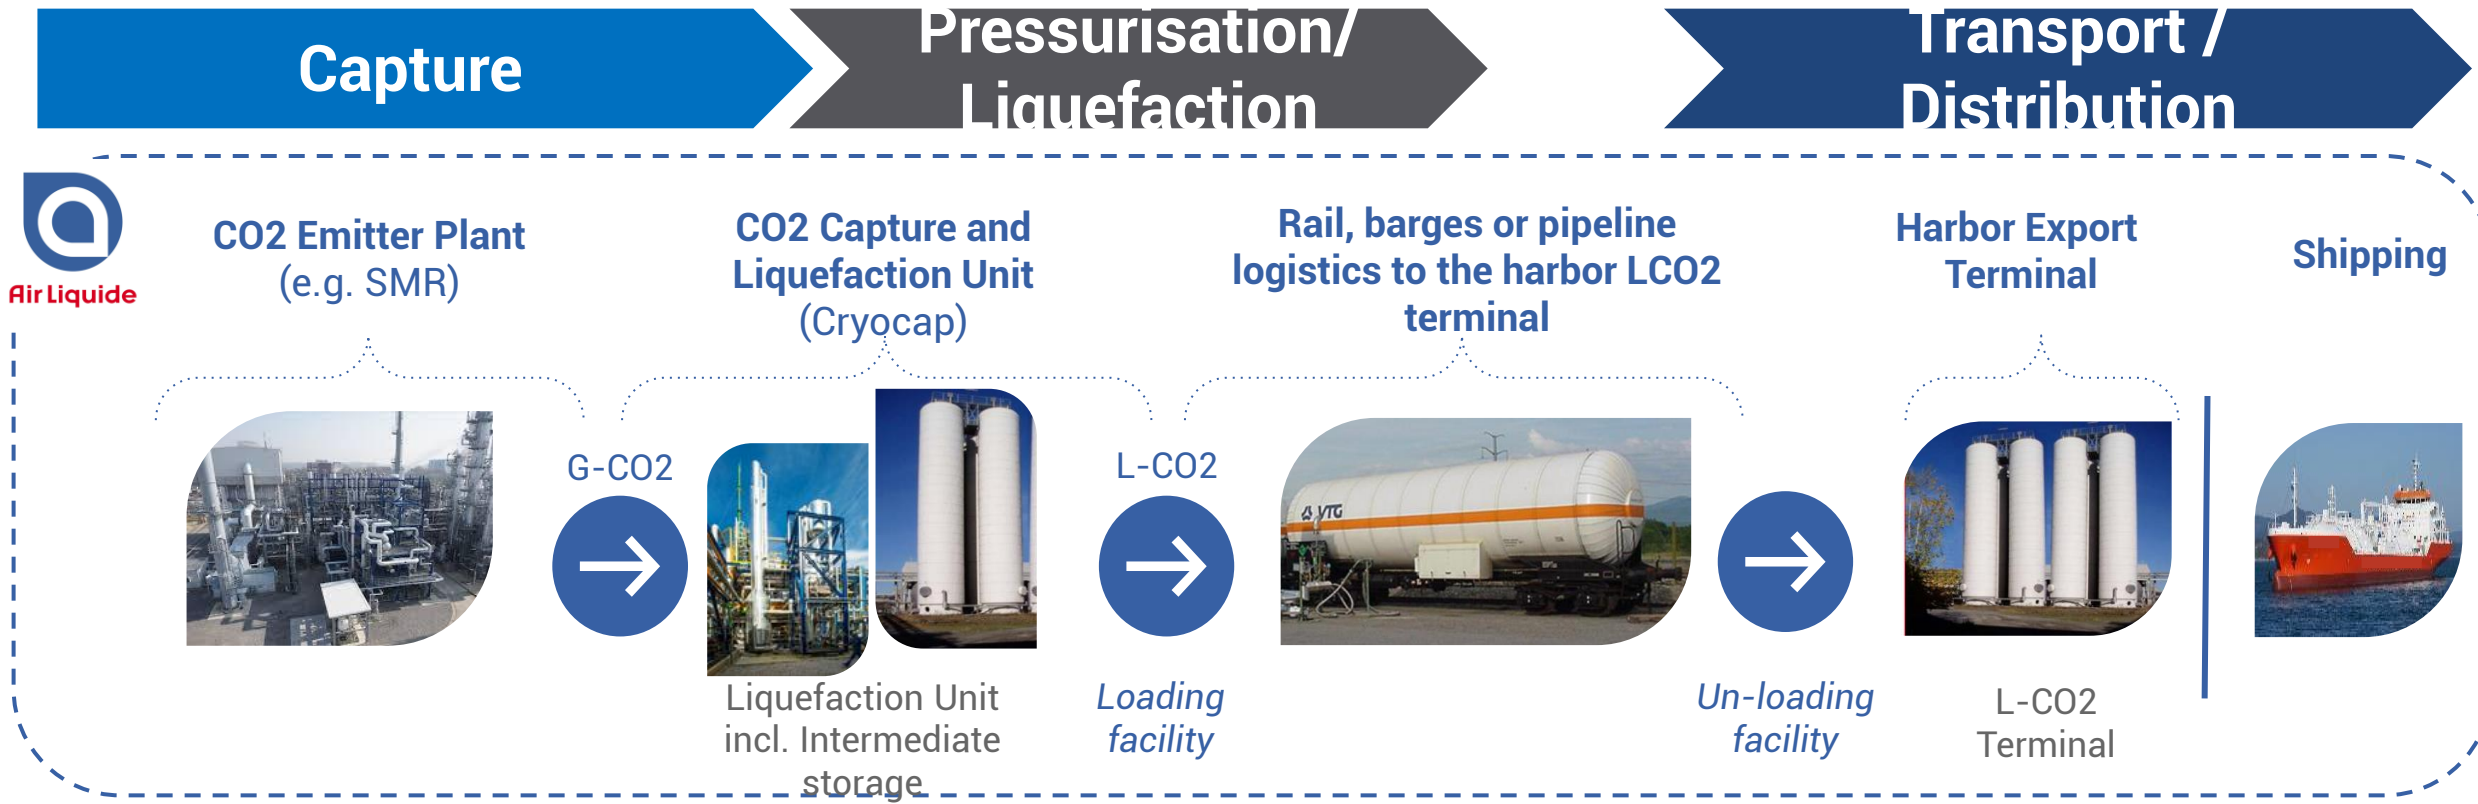 Capture
Pressurisation/
Liquefaction
Transport /
Distribution
Air Liquide
CO2 Emitter Plant
(e.g. SMR)
CO2 Capture and
Liquefaction Unit
(Cryocap)
Rail, barges or pipeline
logistics to the harbor LCO2
terminal
Harbor Export
Terminal
Shipping
G-CO2
L-CO2
VTG
Liquefaction Unit
incl. Intermediate
storage
Loading
facility
Un-loading
facility
L-CO2
Terminal